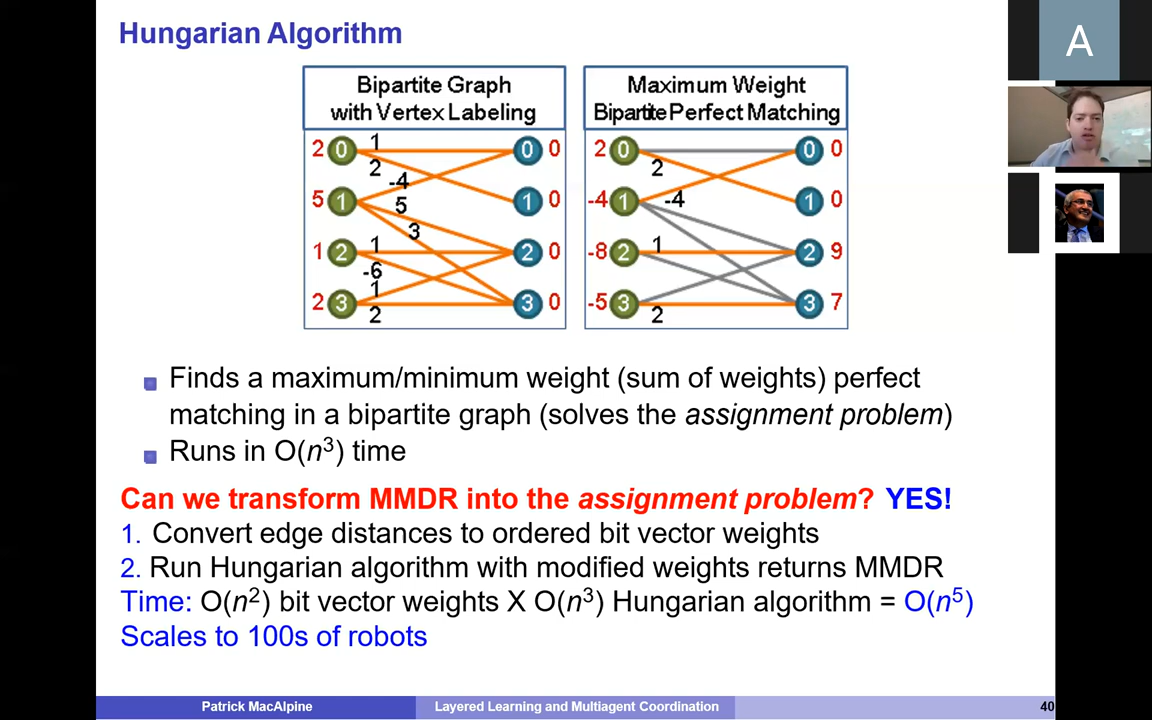 Hungarian Algorithm
Bipartite Graph
with Vertex Labeling
2 0 1 0 0
2
-4
5 1 5 1 0
3
1 2 1 2 0
-6
1
2 3 2 3 0
Maximum Weight
Bipartite Perfect Matching
2 0 0 0
2
-4 1 -4 1 0
-8 2 1 2 9
-5 3 2 3 7
Finds a maximum/minimum weight (sum of weights) perfect
matching in a bipartite graph (solves the assignment problem)
Runs in O(n³) time
Can we transform MMDR into the assignment problem? YES!
1. Convert edge distances to ordered bit vector weights
2. Run Hungarian algorithm with modified weights returns MMDR
Time: O(n²) bit vector weights X O(n³) Hungarian algorithm = O(n⁵)
Scales to 100s of robots
Patrick MacAlpine
Layered Learning and Multiagent Coordination
40
A